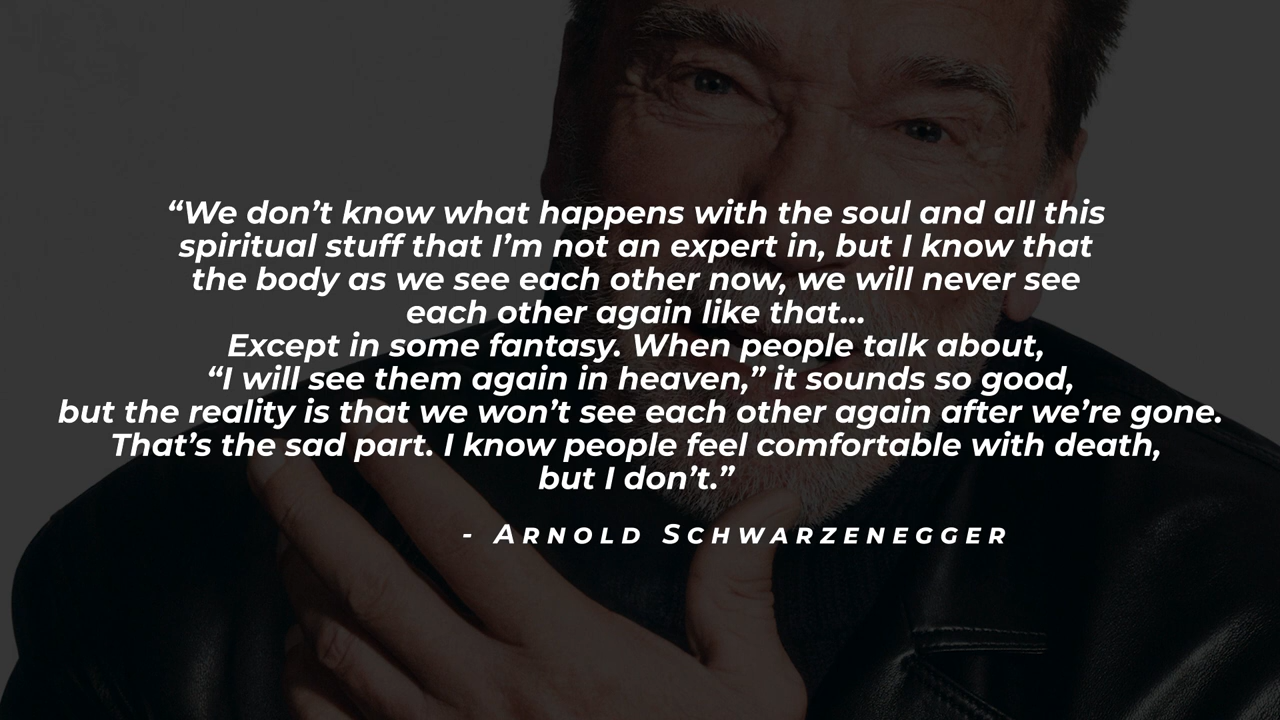 “We don’t know what happens with the soul and all this
spiritual stuff that I’m not an expert in, but I know that
the body as we see each other now, we will never see
each other again like that...
Except in some fantasy. When people talk about,
“I will see them again in heaven,” it sounds so good,
but the reality is that we won’t see each other again after we’re gone.
That’s the sad part. I know people feel comfortable with death,
but I don’t.”
- Arnold Schwarzenegger